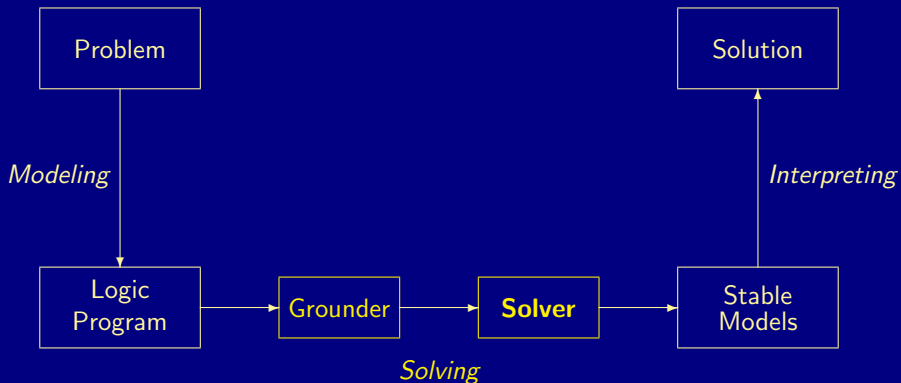 Problem
Solution
Modeling
Interpreting
Logic
Program
Grounder
Solver
Stable
Models
Solving